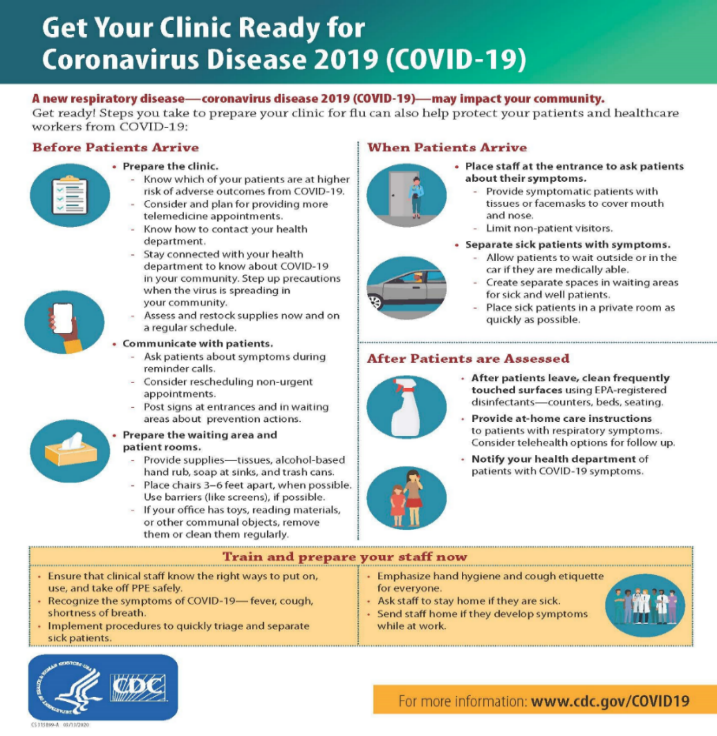 Get Your Clinic Ready for
Coronavirus Disease 2019 (COVID-19)
A new respiratory disease—coronavirus disease 2019 (COVID-19)—may impact your community.
Get ready! Steps you take to prepare your clinic for flu can also help protect your patients and healthcare
workers from COVID-19:
Before Patients Arrive
• Prepare the clinic.
- Know which of your patients are at higher
risk of adverse outcomes from COVID-19.
- Consider and plan for providing more
telemedicine appointments.
- Know how to contact your health
department.
- Stay connected with your health
department to know about COVID-19
in your community. Step up precautions
when the virus is spreading in
your community.
- Assess and restock supplies now and on
a regular schedule.
• Communicate with patients.
- Ask patients about symptoms during
reminder calls.
- Consider rescheduling non-urgent
appointments.
- Post signs at entrances and in waiting
areas about prevention actions.
• Prepare the waiting area and
patient rooms.
- Provide supplies—tissues, alcohol-based
hand rub, soap at sinks, and trash cans.
- Place chairs 3–6 feet apart, when possible.
Use barriers (like screens), if possible.
- If your office has toys, reading materials,
or other communal objects, remove
them or clean them regularly.
When Patients Arrive
• Place staff at the entrance to ask patients
about their symptoms.
- Provide symptomatic patients with
tissues or facemasks to cover mouth
and nose.
- Limit non-patient visitors.
• Separate sick patients with symptoms.
- Allow patients to wait outside or in the
car if they are medically able.
- Create separate spaces in waiting areas
for sick and well patients.
- Place sick patients in a private room as
quickly as possible.
After Patients are Assessed
• After patients leave, clean frequently
touched surfaces using EPA-registered
disinfectants—counters, beds, seating.
• Provide at-home care instructions
to patients with respiratory symptoms.
Consider telehealth options for follow up.
• Notify your health department of
patients with COVID-19 symptoms.
Train and prepare your staff now
• Ensure that clinical staff know the right ways to put on,
use, and take off PPE safely.
• Recognize the symptoms of COVID-19— fever, cough,
shortness of breath.
• Implement procedures to quickly triage and separate
sick patients.
• Emphasize hand hygiene and cough etiquette
for everyone.
• Ask staff to stay home if they are sick.
• Send staff home if they develop symptoms
while at work.
CDC
For more information: www.cdc.gov/COVID19